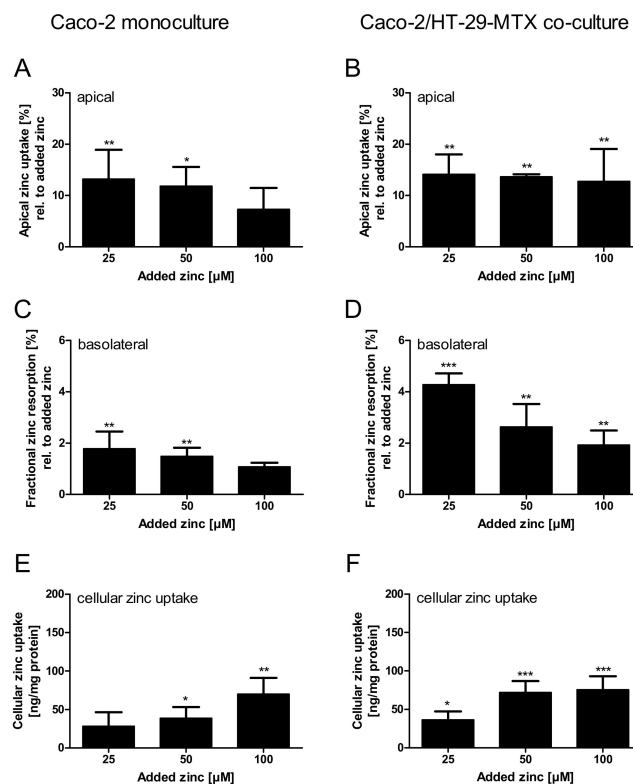 Caco-2 monoculture
Caco-2/HT-29-MTX co-culture
A
apical
Apical zinc uptake [%]
rel. to added zinc
30
20
10
0
**
*
25
50
100
Added zinc [µM]
B
apical
Apical zinc uptake [%]
rel. to added zinc
30
20
10
0
**
**
**
25
50
100
Added zinc [µM]
C
basolateral
Fractional zinc resorption [%]
rel. to added zinc
6
4
2
0
**
**
25
50
100
Added zinc [µM]
D
basolateral
Fractional zinc resorption [%]
rel. to added zinc
6
4
2
0
***
**
**
25
50
100
Added zinc [µM]
E
cellular zinc uptake
Cellular zinc uptake
[ng/mg protein]
200
150
100
50
0
*
**
25
50
100
Added zinc [µM]
F
cellular zinc uptake
Cellular zinc uptake
[ng/mg protein]
200
150
100
50
0
*
***
***
25
50
100
Added zinc [µM]